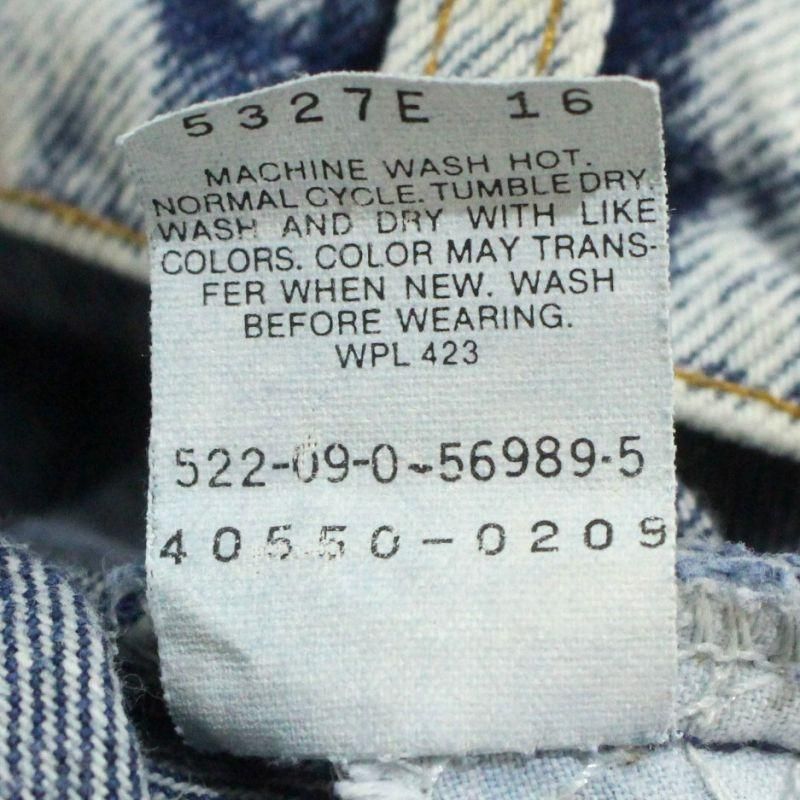 5327E 16
MACHINE WASH HOT.
NORMAL CYCLE. TUMBLE DRY.
WASH AND DRY WITH LIKE
COLORS. COLOR MAY TRANS-
FER WHEN NEW. WASH
BEFORE WEARING.
WPL 423
522-09-0-56989-5
40550-0209